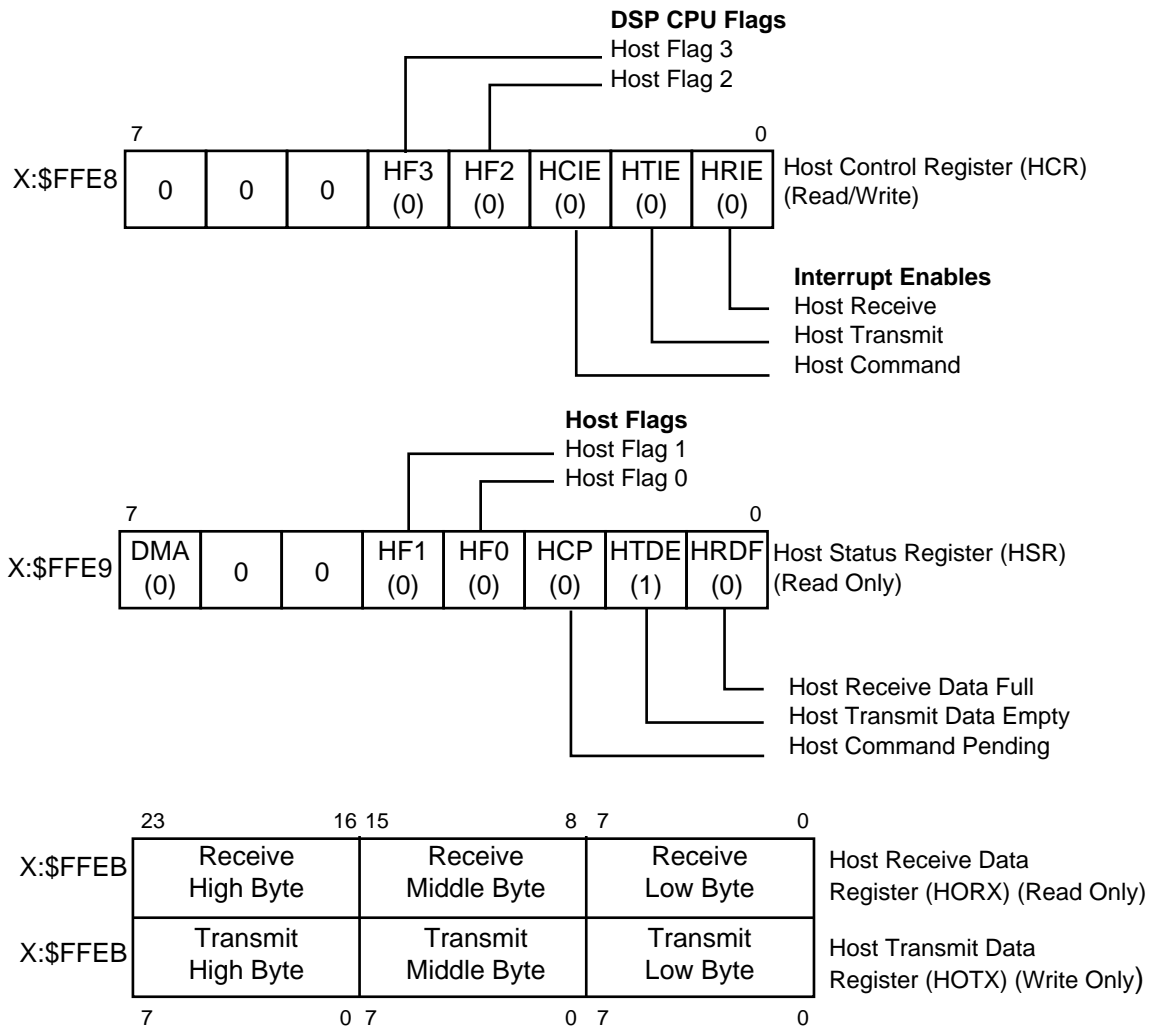 DSP CPU Flags
Host Flag 3
Host Flag 2
7 0
X:$FFE8 0 0 0 HF3 (0) HF2 (0) HCIE (0) HTIE (0) HRIE (0)
Host Control Register (HCR)
(Read/Write)
Interrupt Enables
Host Receive
Host Transmit
Host Command
Host Flags
Host Flag 1
Host Flag 0
7 0
X:$FFE9 DMA (0) 0 0 HF1 (0) HF0 (0) HCP (0) HTDE (1) HRDF (0)
Host Status Register (HSR)
(Read Only)
Host Receive Data Full
Host Transmit Data Empty
Host Command Pending
23 16 15 8 7 0
X:$FFEB
Receive High Byte
Receive Middle Byte
Receive Low Byte
Host Receive Data
Register (HORX) (Read Only)
X:$FFEB
Transmit High Byte
Transmit Middle Byte
Transmit Low Byte
Host Transmit Data
Register (HOTX) (Write Only)
7 0 7 0 7 0